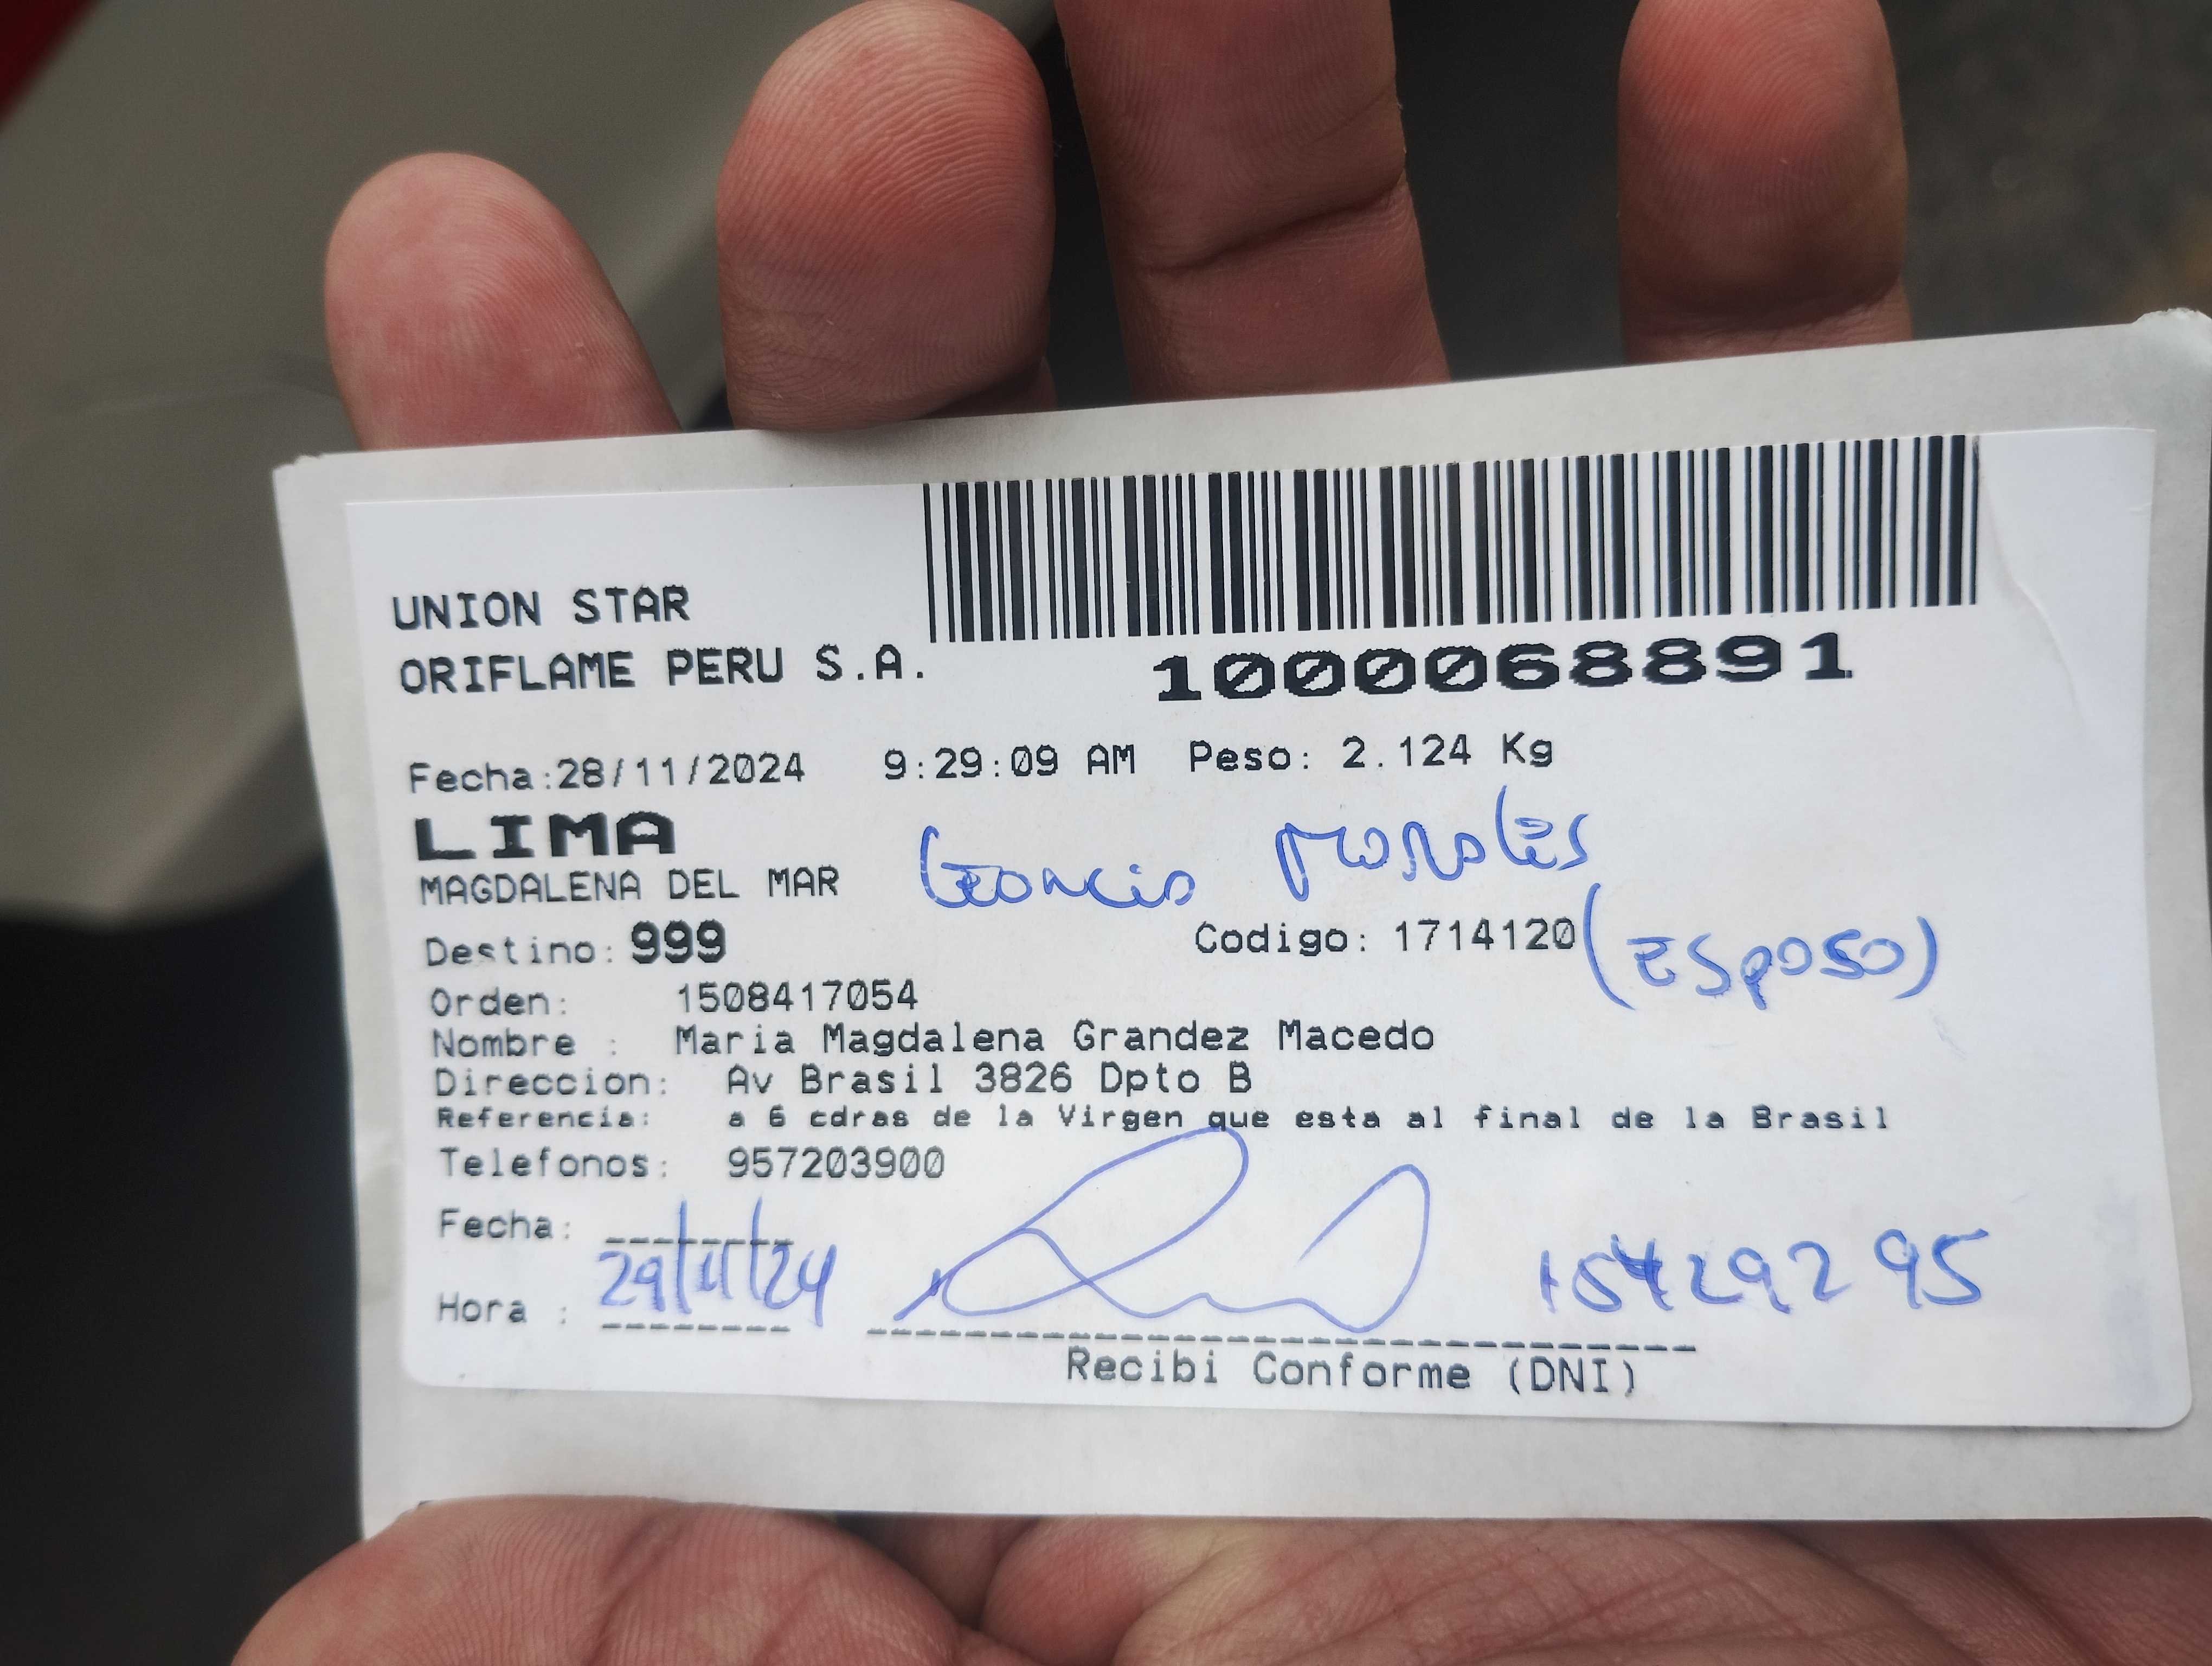 UNION STAR
ORIFLAME PERU S.A.
1000068891
Fecha:28/11/2024 9:29:09 AM Peso: 2.124 Kg
LIMA
MAGDALENA DEL MAR Leoncio Morales
Destino: 999 Codigo: 1714120 (Esposo)
Orden: 1508417054
Nombre : Maria Magdalena Grandez Macedo
Direccion: Av Brasil 3826 Dpto B
Referencia: a 6 cdras de la Virgen que esta al final de la Brasil
Telefonos: 957203900
Fecha: 29/11/24
Hora : 15429295
Recibi Conforme (DNI)